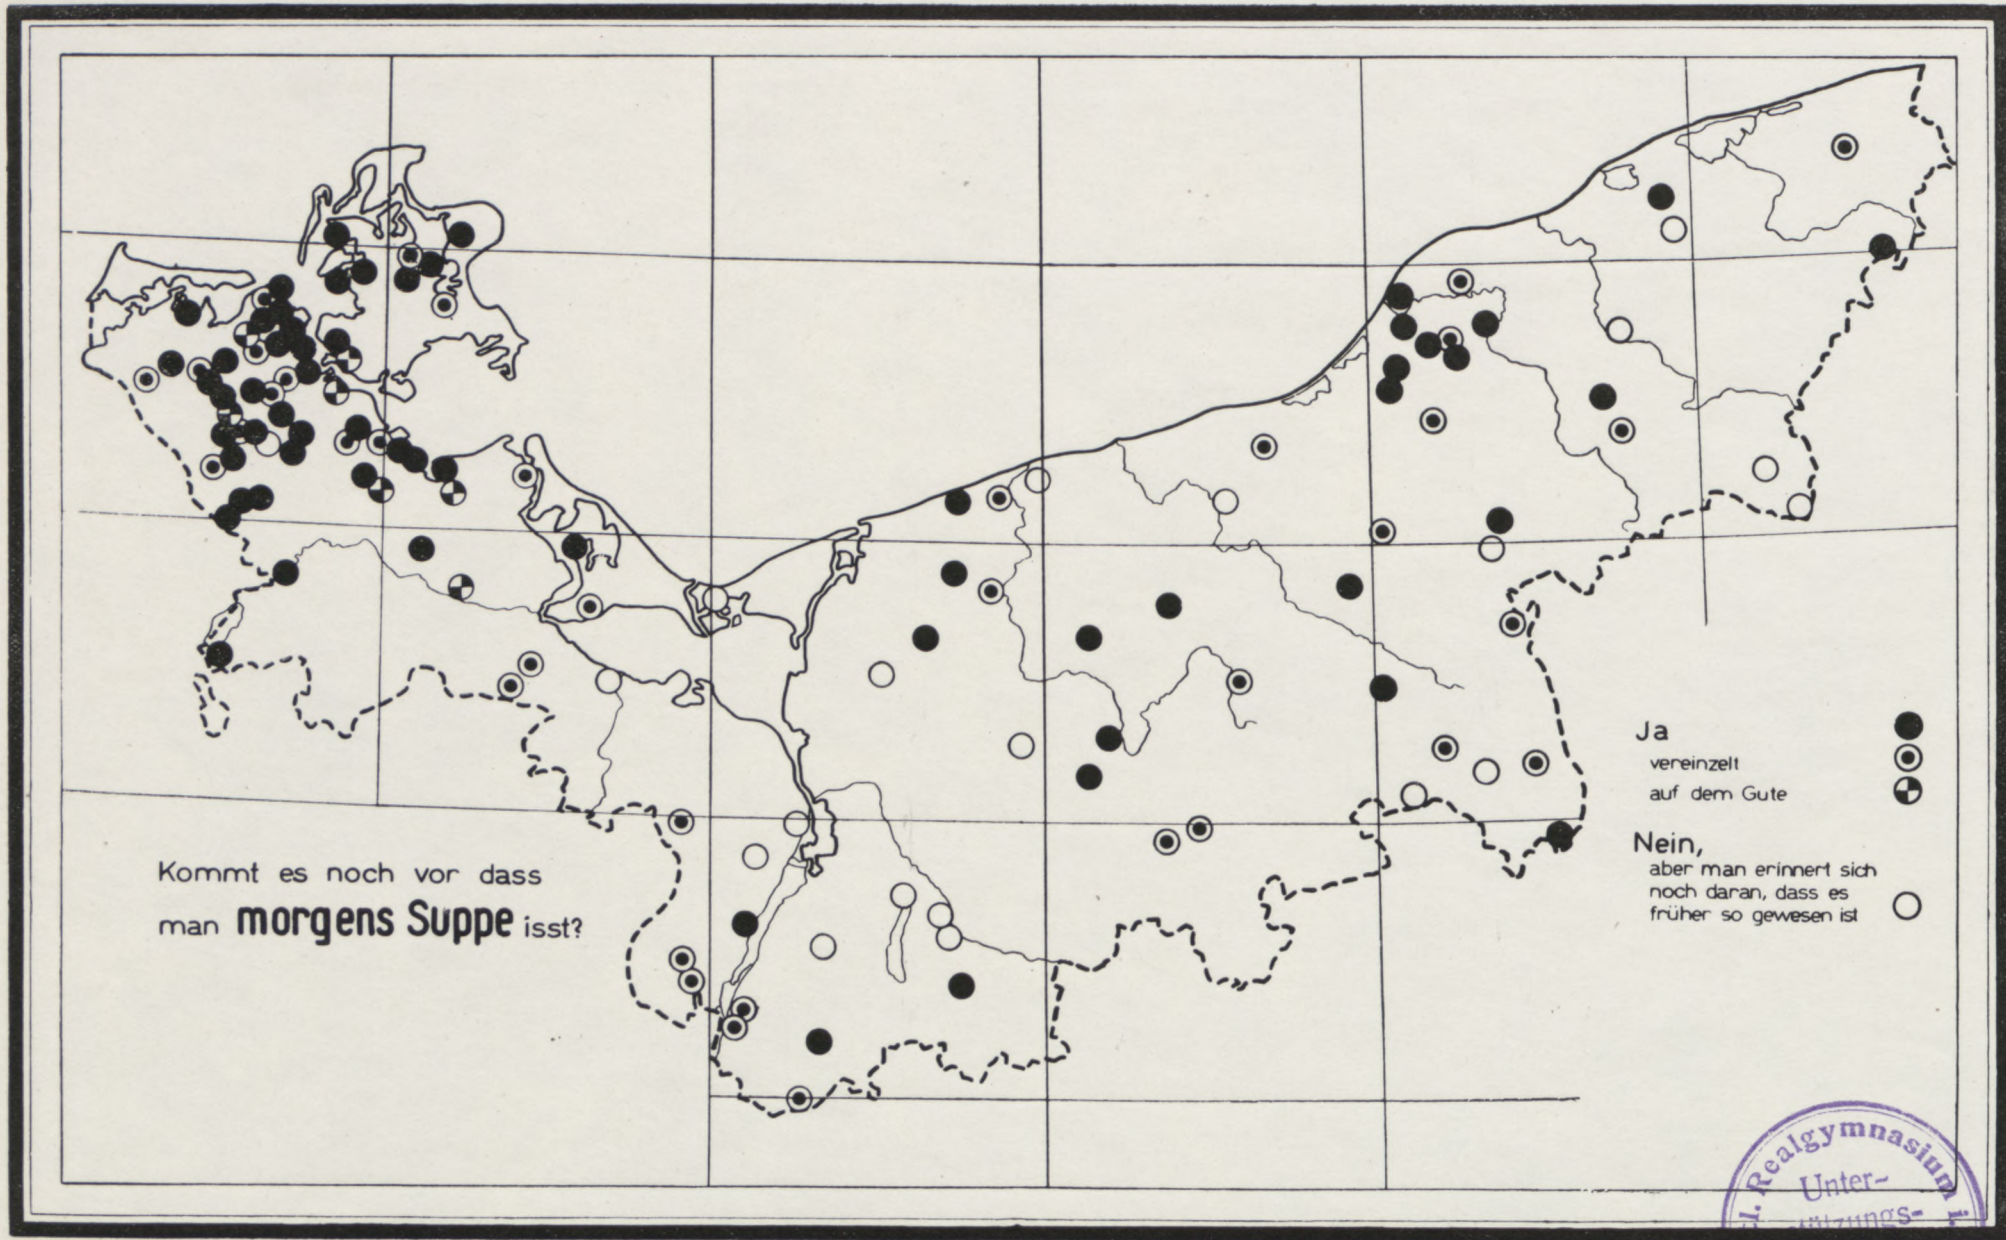 Kommt es noch vor dass
man morgens Suppe isst?
Ja
vereinzelt
auf dem Gute
Nein,
aber man erinnert sich
noch daran, dass es
früher so gewesen ist
Realgymnasium i.
Unter-
stützungs-